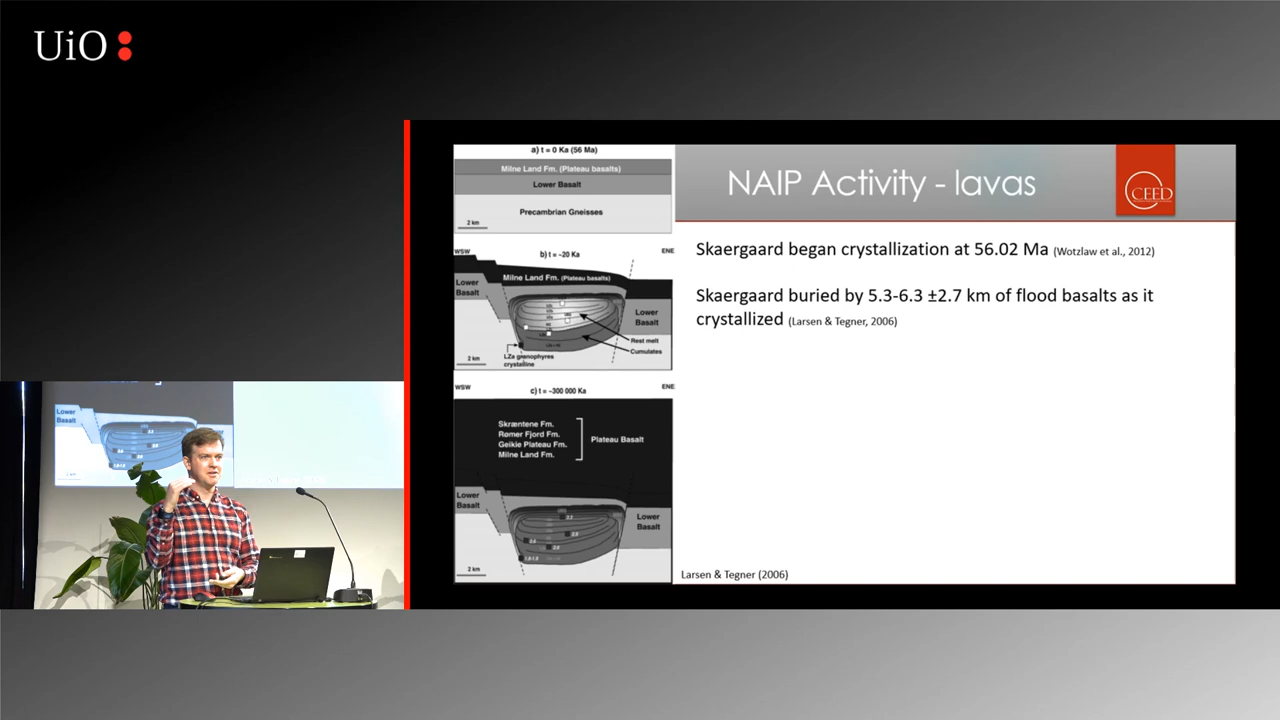 UiO
a) t = 0 Ka (56 Ma)
Milne Land Fm. (Plateau basalts)
Lower Basalt
Precambrian Gneisses
2 km
WSW
b) t = ~20 Ka
ENE
Milne Land Fm. (Plateau basalts)
Lower
Basalt
Lower
Basalt
Rest melt
Cumulates
LZa grenophyres
crystalline
2 km
WSW
c) t = ~300 000 Ka
ENE
Skræntene Fm.
Rømer Fjord Fm.
Geikie Plateau Fm.
Milne Land Fm.
Plateau Basalt
Lower
Basalt
Lower
Basalt
2 km
NAIP Activity - lavas
CEED
Skaergaard began crystallization at 56.02 Ma (Wotzlaw et al., 2012)
Skaergaard buried by 5.3-6.3 ±2.7 km of flood basalts as it
crystallized (Larsen & Tegner, 2006)
Larsen & Tegner (2006)
Lower
Basalt